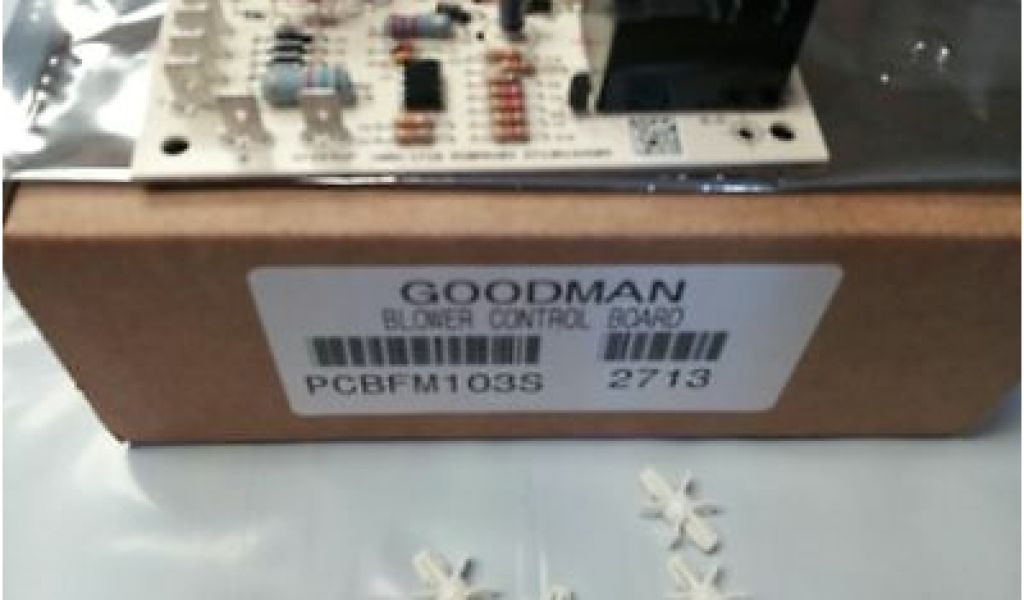 GOODMAN
BLOWER CONTROL BOARD
PCBFM103S 2713